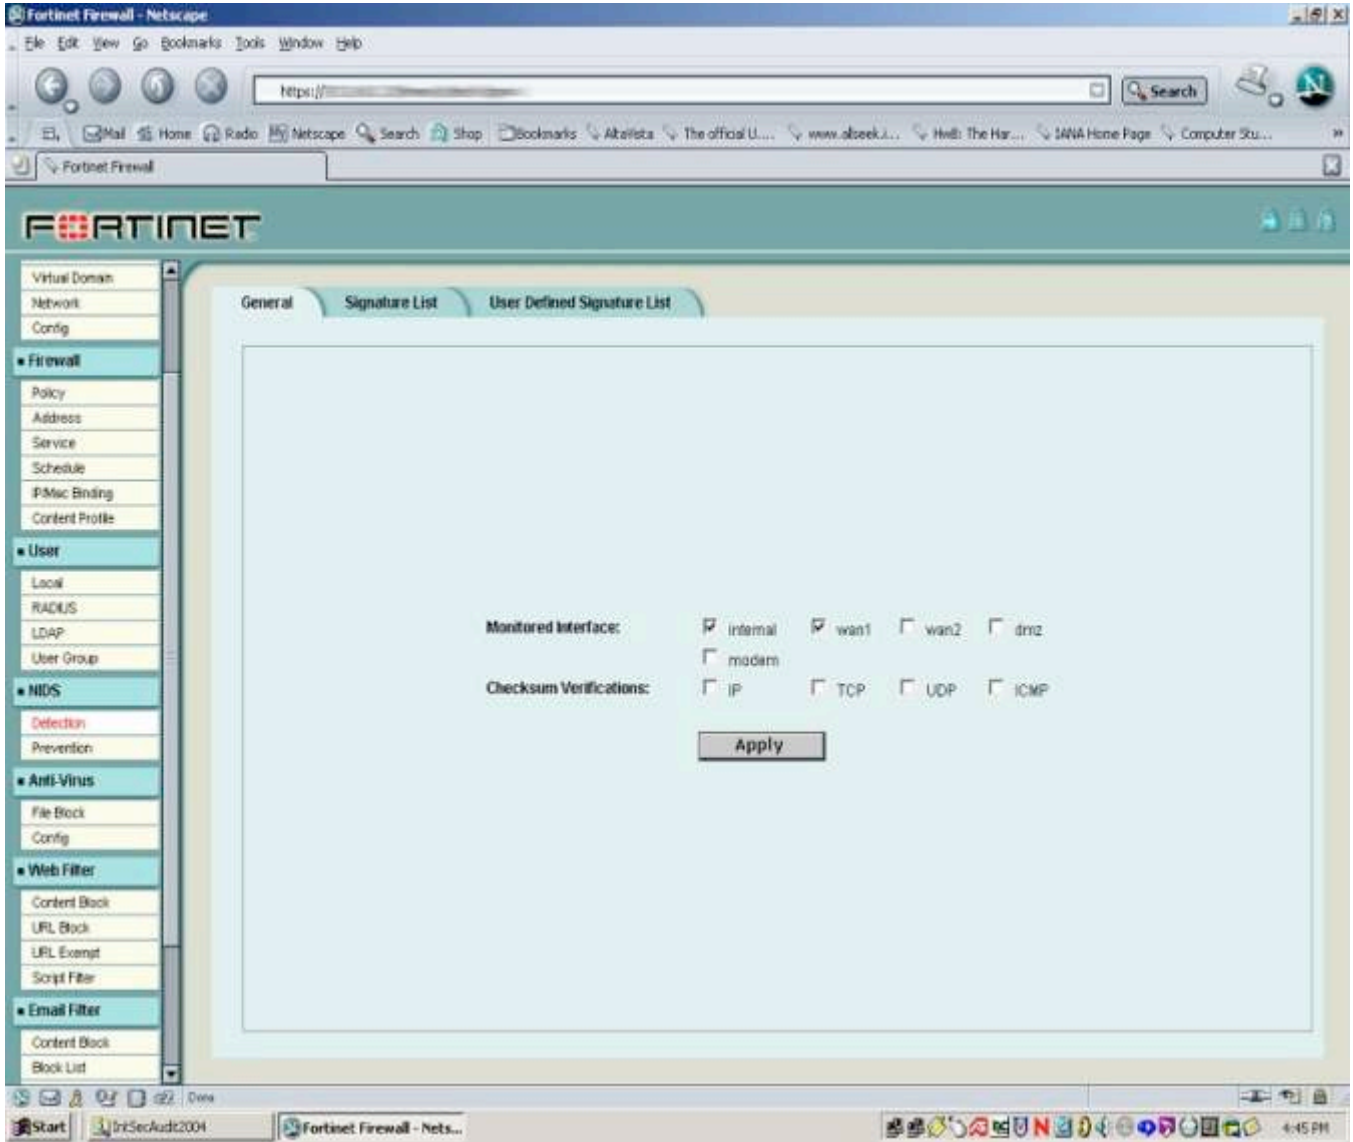 Fortinet Firewall - Netscape
File Edit View Go Bookmarks Tools Window Help
https://
Search
Mail Home Radio Netscape Search Shop Bookmarks AltaVista The official U.... www.alseek.i... HwB: The Har... IANA Home Page Computer Stu...
Fortinet Firewall
FORTINET
Virtual Domain
Network
Config
General Signature List User Defined Signature List
Firewall
Policy
Address
Service
Schedule
IP/Mac Binding
Content Profile
User
Local
RADIUS
LDAP
User Group
Monitored Interface: internal wan1 wan2 dmz
modem
Checksum Verifications: IP TCP UDP ICMP
Apply
NIDS
Detection
Prevention
Anti-Virus
File Block
Config
Web Filter
Content Block
URL Block
URL Exempt
Script Filter
Email Filter
Content Block
Block List
Done
Start IntSecAudit2004 Fortinet Firewall - Nets... 4:45 PM